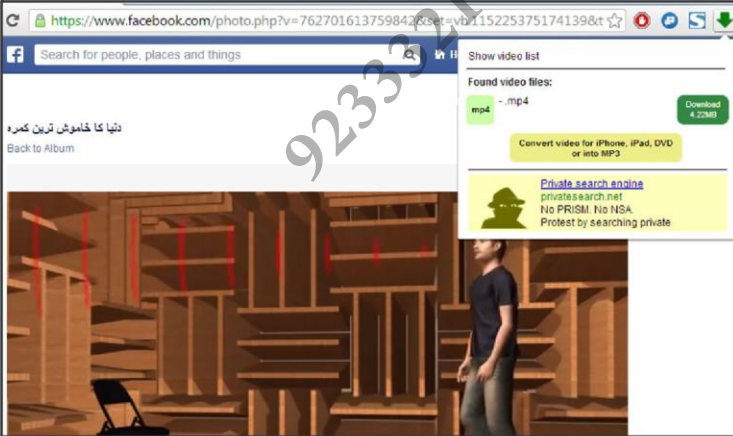 https://www.facebook.com/photo.php?v=762701613759842&set=vb.115225375174139&t
Search for people, places and things
دنیا کا خاموش ترین کمرہ
Back to Album
9233332
Show video list
Found video files:
mp4
- .mp4
Download
4.22MB
Convert video for iPhone, iPad, DVD
or into MP3
Private search engine
privatesearch.net
No PRISM. No NSA.
Protest by searching private